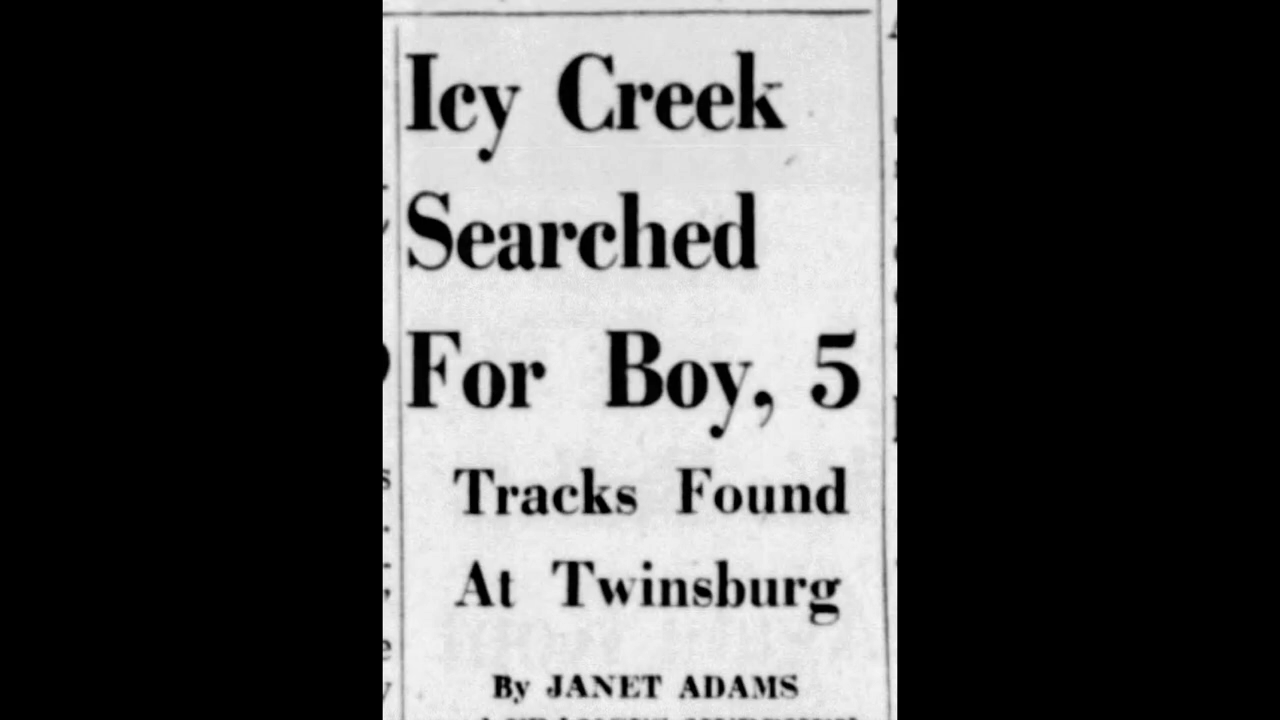 Icy Creek
Searched
For Boy, 5
Tracks Found
At Twinsburg
By JANET ADAMS